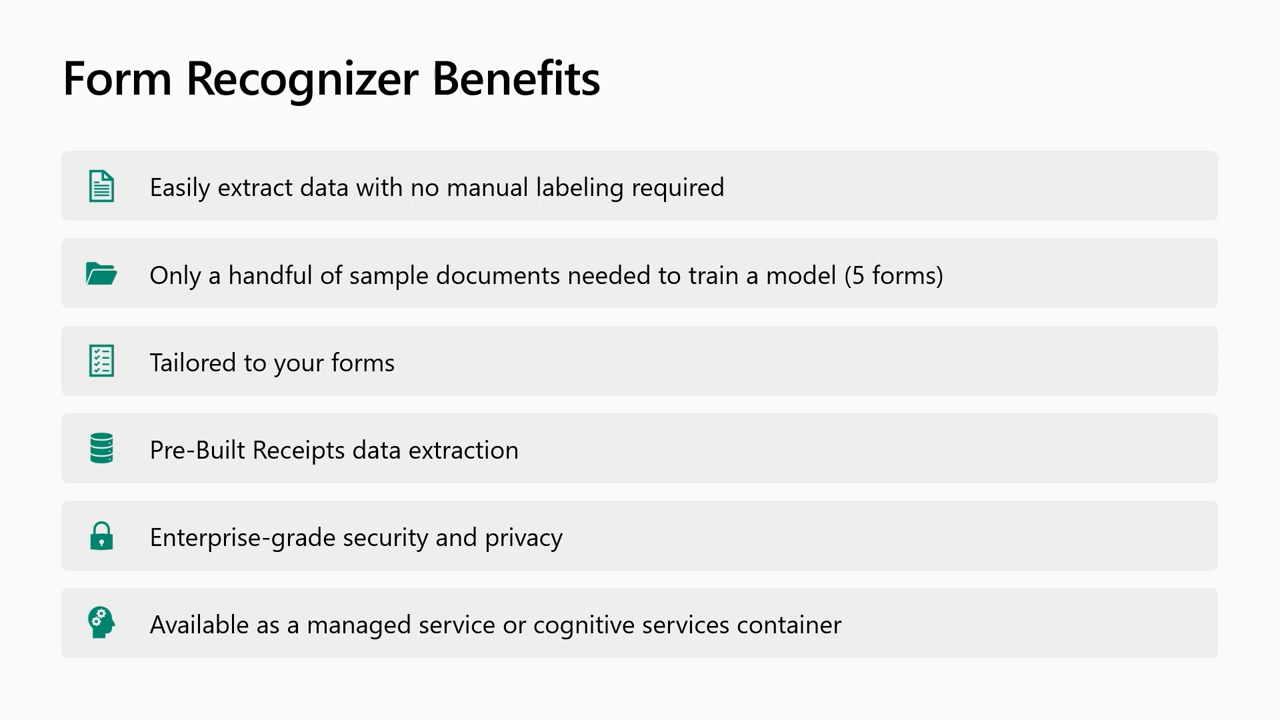 Form Recognizer Benefits
Easily extract data with no manual labeling required
Only a handful of sample documents needed to train a model (5 forms)
Tailored to your forms
Pre-Built Receipts data extraction
Enterprise-grade security and privacy
Available as a managed service or cognitive services container